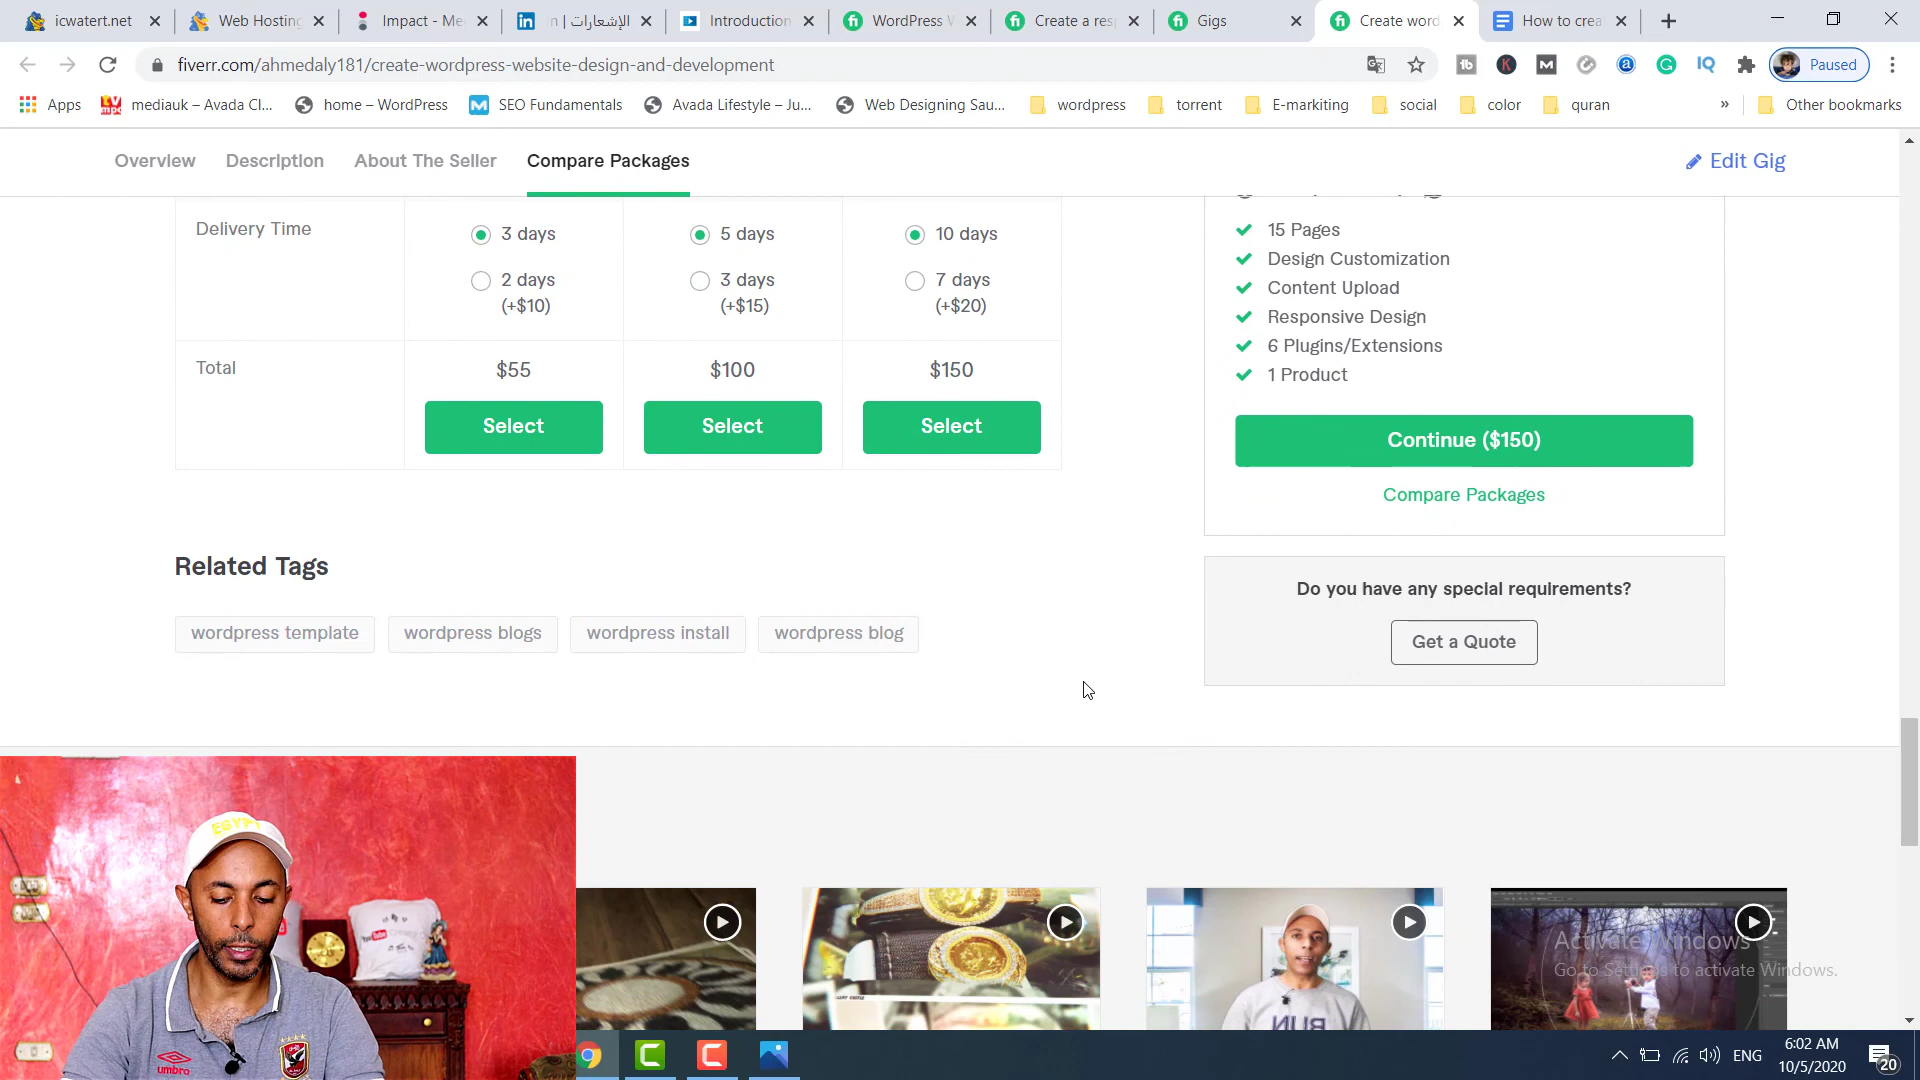 icwatert.net
Web Hosting
Impact - Me
الإشعارات | n
Introduction
WordPress V
Create a res
Gigs
Create word
How to crea
fiverr.com/ahmedaly181/create-wordpress-website-design-and-development
Paused
Apps
mediauk – Avada Cl...
home – WordPress
SEO Fundamentals
Avada Lifestyle – Ju...
Web Designing Sau...
wordpress
torrent
E-markiting
social
color
quran
»
Other bookmarks
Overview
Description
About The Seller
Compare Packages
Edit Gig
Delivery Time
3 days
5 days
10 days
2 days
(+$10)
3 days
(+$15)
7 days
(+$20)
Total
$55
$100
$150
Select
Select
Select
15 Pages
Design Customization
Content Upload
Responsive Design
6 Plugins/Extensions
1 Product
Continue ($150)
Compare Packages
Do you have any special requirements?
Get a Quote
Related Tags
wordpress template
wordpress blogs
wordpress install
wordpress blog
EGYPT
YouTube
umbro
RUN
Activate Windows
Go to Settings to activate Windows.
ENG
6:02 AM
10/5/2020
20